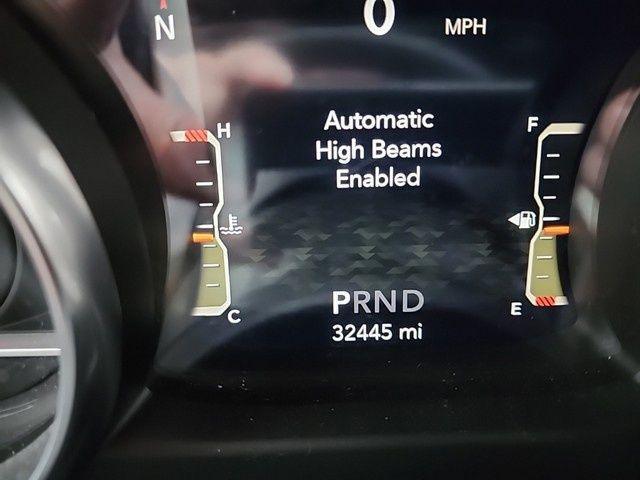 N
0 MPH
H
F
Automatic
High Beams
Enabled
PRND
C
E
32445 mi